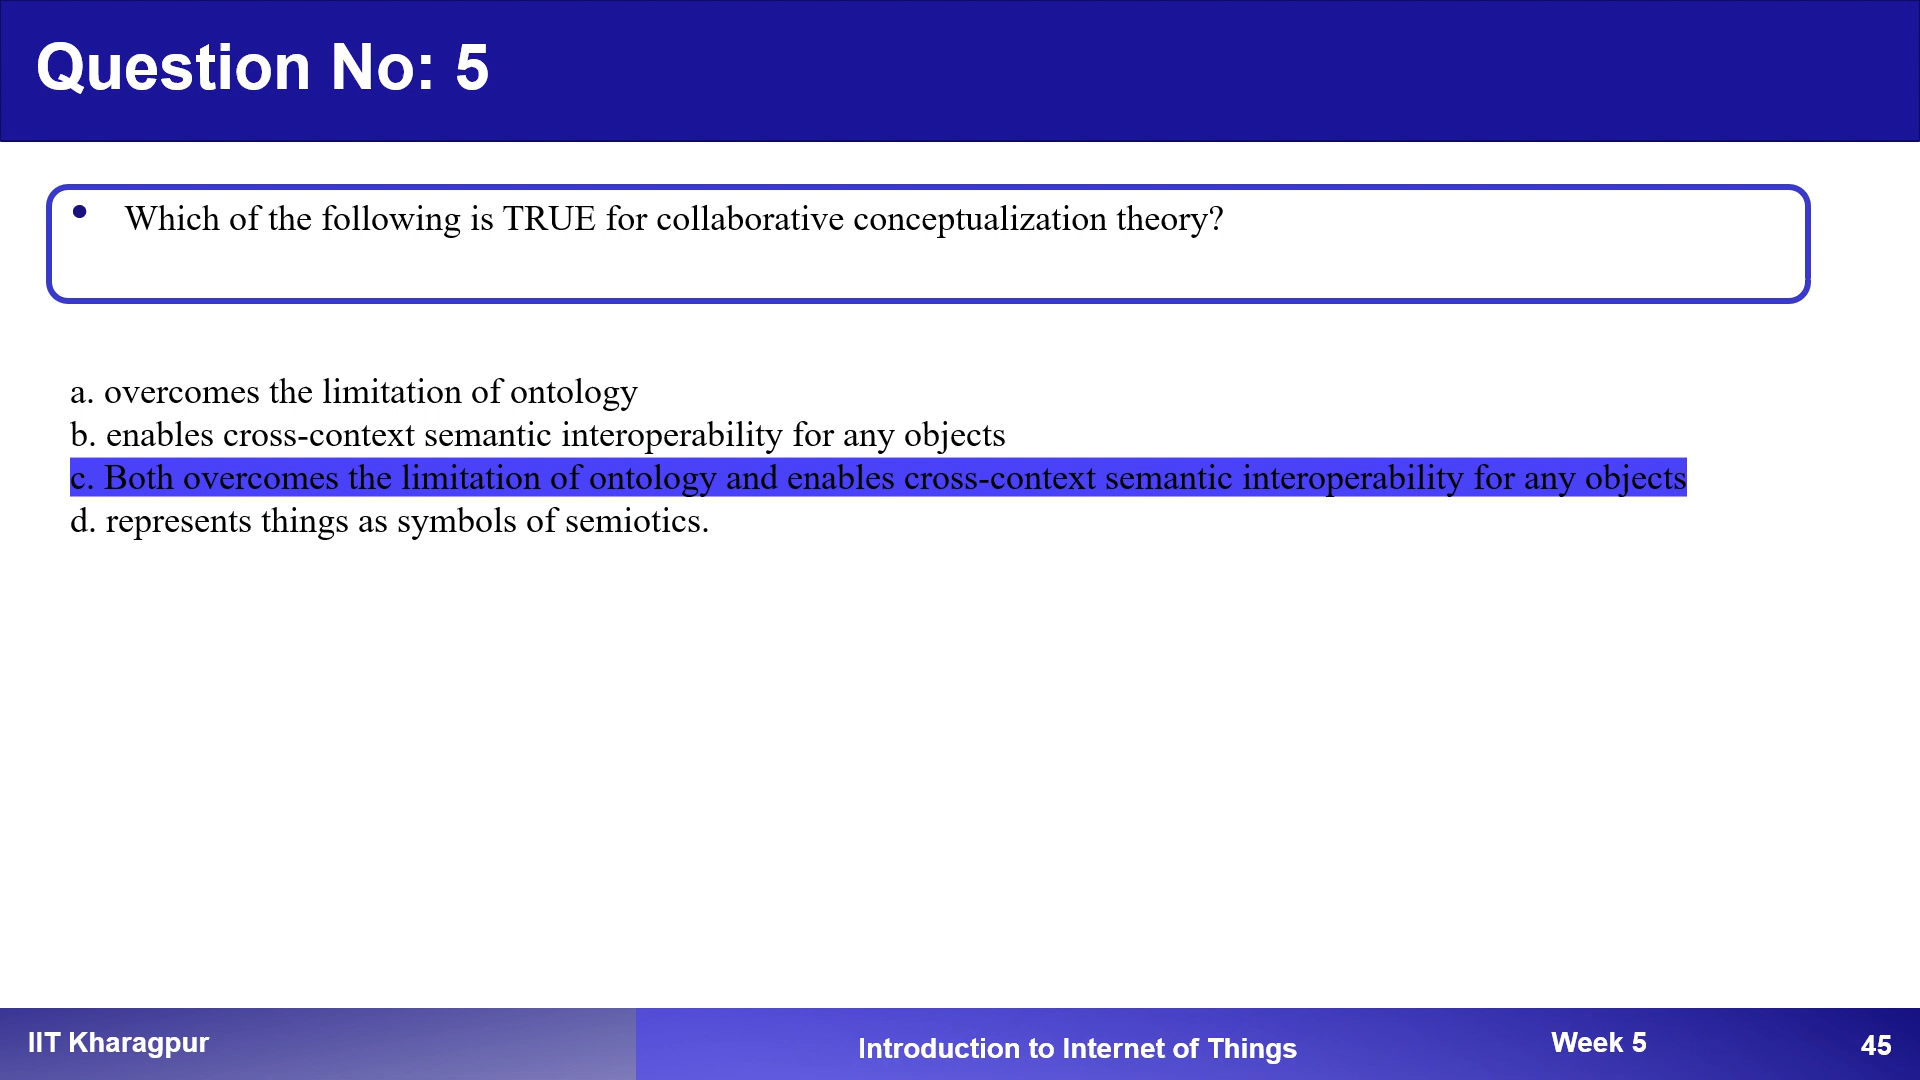 Question No: 5
• Which of the following is TRUE for collaborative conceptualization theory?
a. overcomes the limitation of ontology
b. enables cross-context semantic interoperability for any objects
c. Both overcomes the limitation of ontology and enables cross-context semantic interoperability for any objects
d. represents things as symbols of semiotics.
IIT Kharagpur
Introduction to Internet of Things
Week 5
45